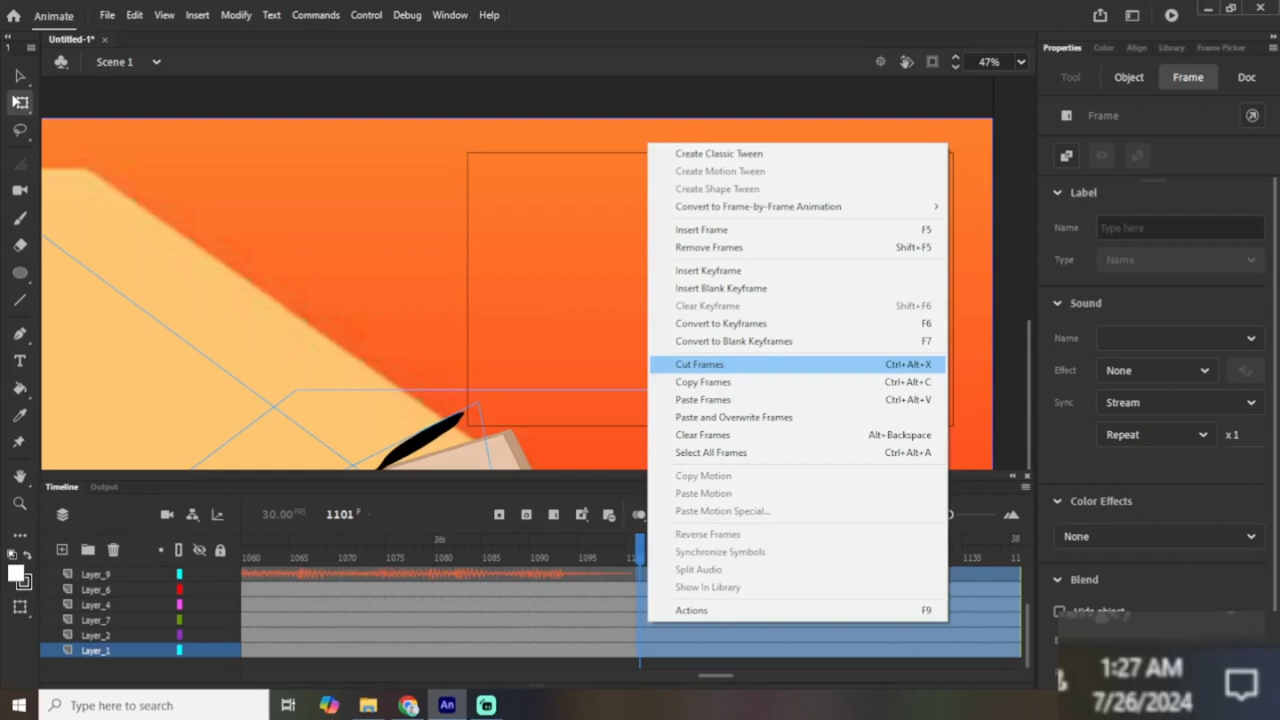 Animate File Edit View Insert Modify Text Commands Control Debug Window Help
Untitled-1* ×
1
Scene 1
47%
Properties Color Align Library Frame Picker
Tool Object Frame Doc
Frame
Label
Name Type here
Type Name
Sound
Name
Effect None
Sync Stream
Repeat x 1
Color Effects
None
Blend
Hide object
Create Classic Tween
Create Motion Tween
Create Shape Tween
Convert to Frame-by-Frame Animation
Insert Frame F5
Remove Frames Shift+F5
Insert Keyframe
Insert Blank Keyframe
Clear Keyframe Shift+F6
Convert to Keyframes F6
Convert to Blank Keyframes F7
Cut Frames Ctrl+Alt+X
Copy Frames Ctrl+Alt+C
Paste Frames Ctrl+Alt+V
Paste and Overwrite Frames
Clear Frames Alt+Backspace
Select All Frames Ctrl+Alt+A
Copy Motion
Paste Motion
Paste Motion Special...
Reverse Frames
Synchronize Symbols
Split Audio
Show In Library
Actions F9
Timeline Output
30.00 FPS 1101 F
36s 38
1060 1065 1070 1075 1080 1085 1090 1095 1135 11
Layer_9
Layer_6
Layer_4
Layer_7
Layer_2
Layer_1
Type here to search
An
1:27 AM
7/26/2024